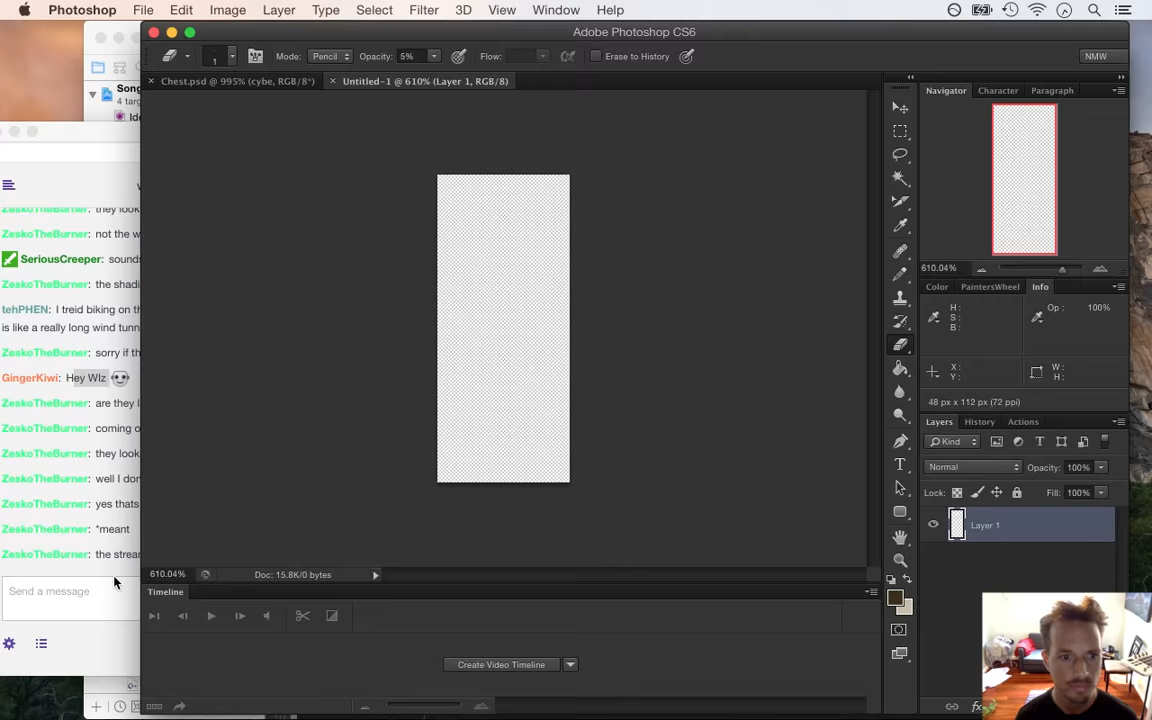 Photoshop File Edit Image Layer Type Select Filter 3D View Window Help
Adobe Photoshop CS6
1 Mode: Pencil Opacity: 5% Flow: Erase to History NMW
× Chest.psd @ 995% (cybe, RGB/8*) × Untitled-1 @ 610% (Layer 1, RGB/8)
Song
4 targ
Navigator Character Paragraph
610.04%
Color PaintersWheel Info
H:
S:
B:
Op: 100%
X:
Y:
W:
H:
48 px x 112 px (72 ppi)
Layers History Actions
Kind
Normal Opacity: 100%
Lock: Fill: 100%
Layer 1
fx
ZeskoTheBurner: they look
ZeskoTheBurner: not the w
SeriousCreeper: sounds
ZeskoTheBurner: the shadi
tehPHEN: I treid biking on th
is like a really long wind tunn
ZeskoTheBurner: sorry if th
GingerKiwi: Hey WIz
ZeskoTheBurner: are they l
ZeskoTheBurner: coming o
ZeskoTheBurner: they look
ZeskoTheBurner: well I don
ZeskoTheBurner: yes thats
ZeskoTheBurner: *meant
ZeskoTheBurner: the strea
Send a message
610.04% Doc: 15.8K/0 bytes
Timeline
Create Video Timeline